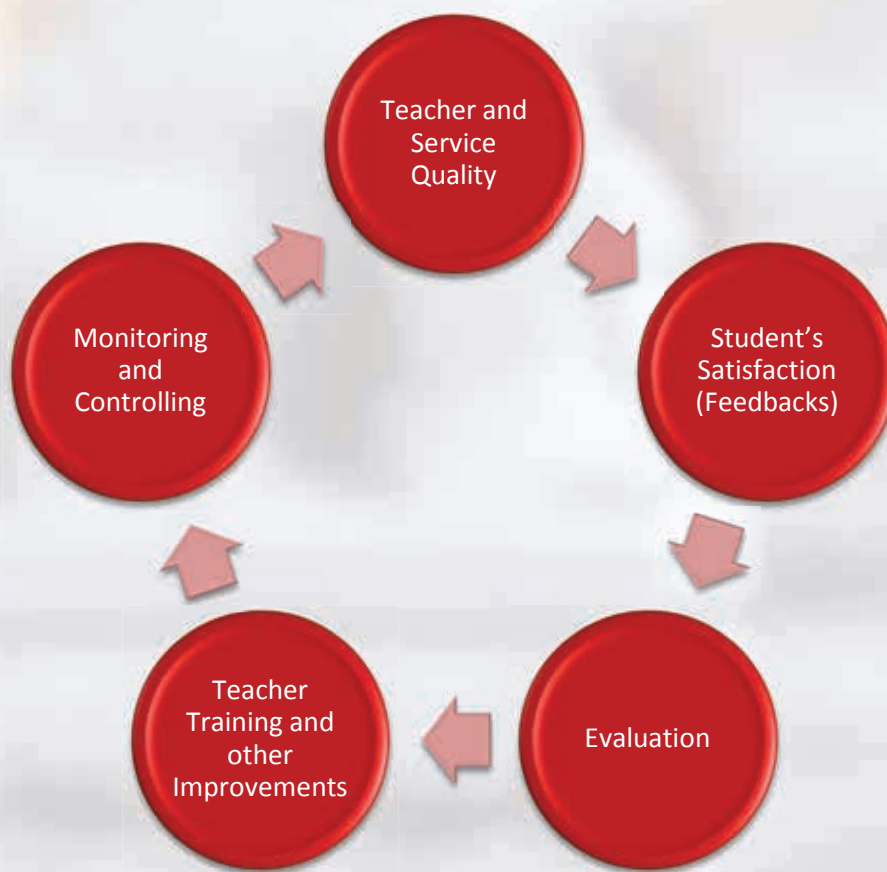 Teacher and
Service
Quality
Student’s
Satisfaction
(Feedbacks)
Evaluation
Teacher
Training and
other
Improvements
Monitoring
and
Controlling